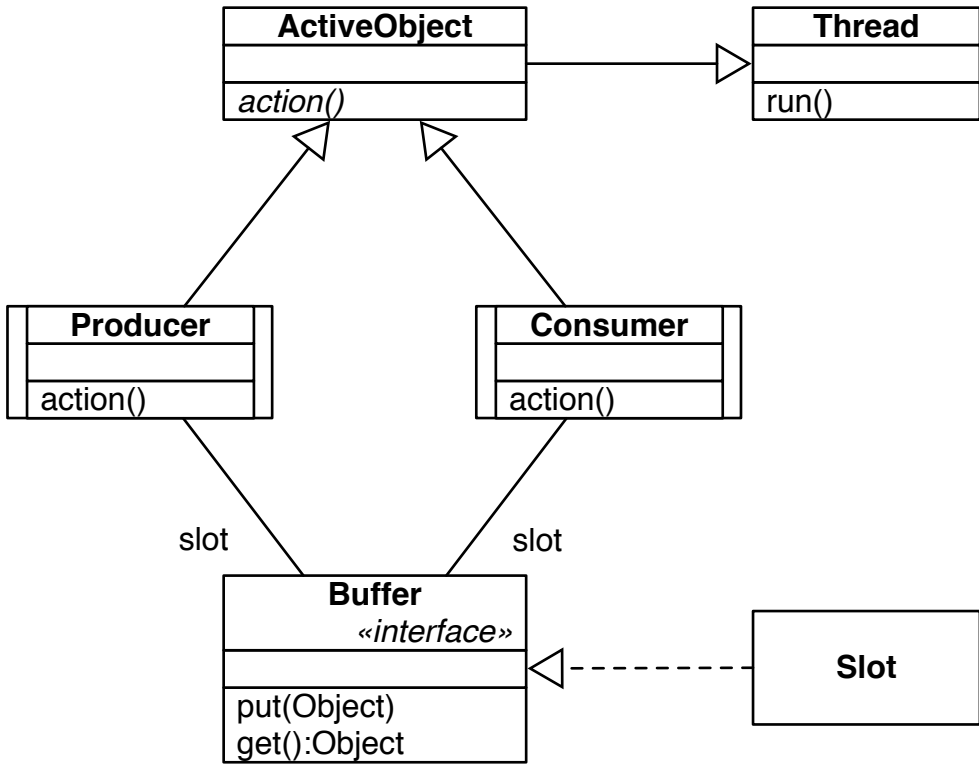 ActiveObject
action()
Thread
run()
Producer
action()
Consumer
action()
slot
slot
Buffer
«interface»
put(Object)
get():Object
Slot